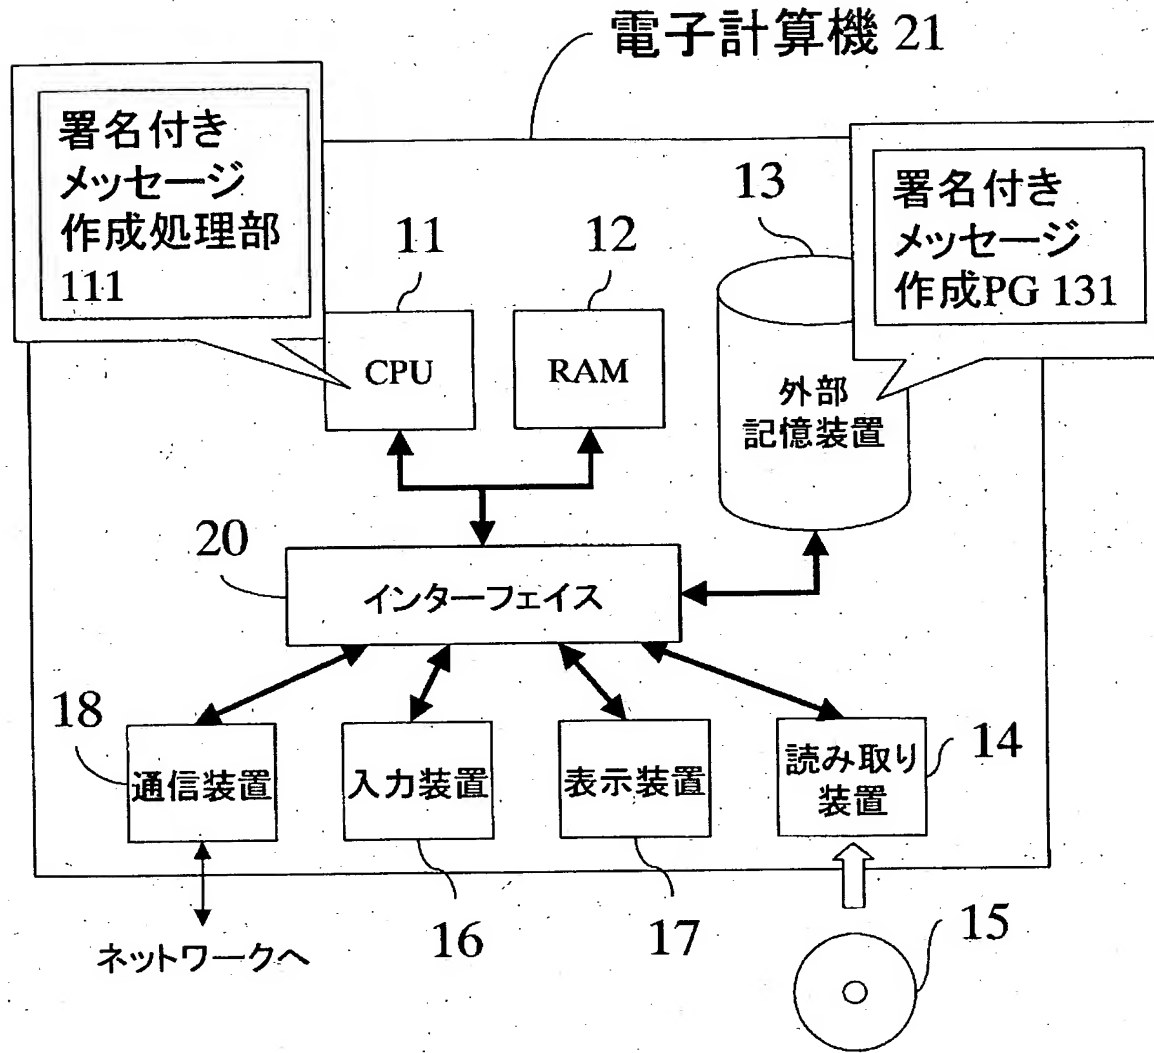 電子計算機 21
署名付き
メッセージ
作成処理部
111
署名付き
メッセージ
作成PG 131
11
12
13
CPU
RAM
外部
記憶装置
20
インターフェイス
18
通信装置
入力装置
表示装置
読み取り
装置
14
16
17
15
ネットワークへ